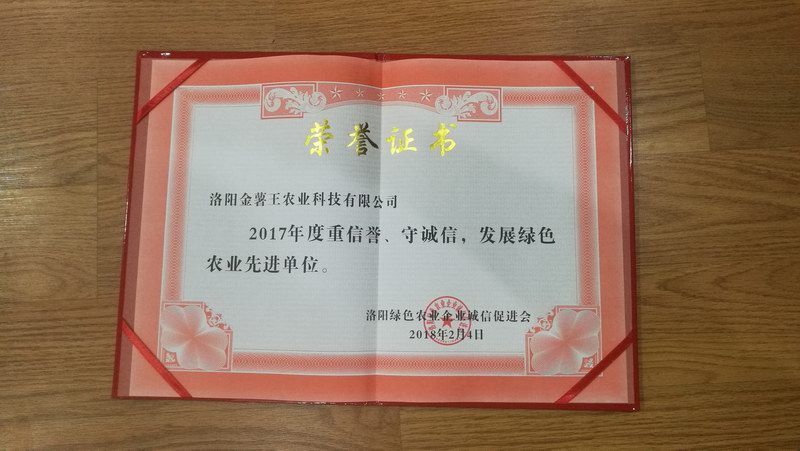 荣誉证书
洛阳金薯王农业科技有限公司
2017年度重信誉、守诚信，发展绿色
农业先进单位。
洛阳绿色农业企业诚信促进会
2018年2月4日